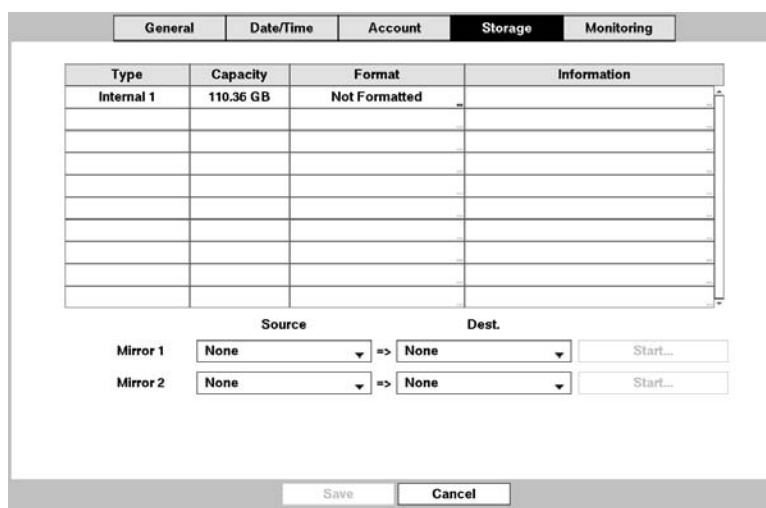 General Date/Time Account Storage Monitoring
Type Capacity Format Information
Internal 1 110.36 GB Not Formatted
Source Dest.
Mirror 1 None => None Start...
Mirror 2 None => None Start...
Save Cancel